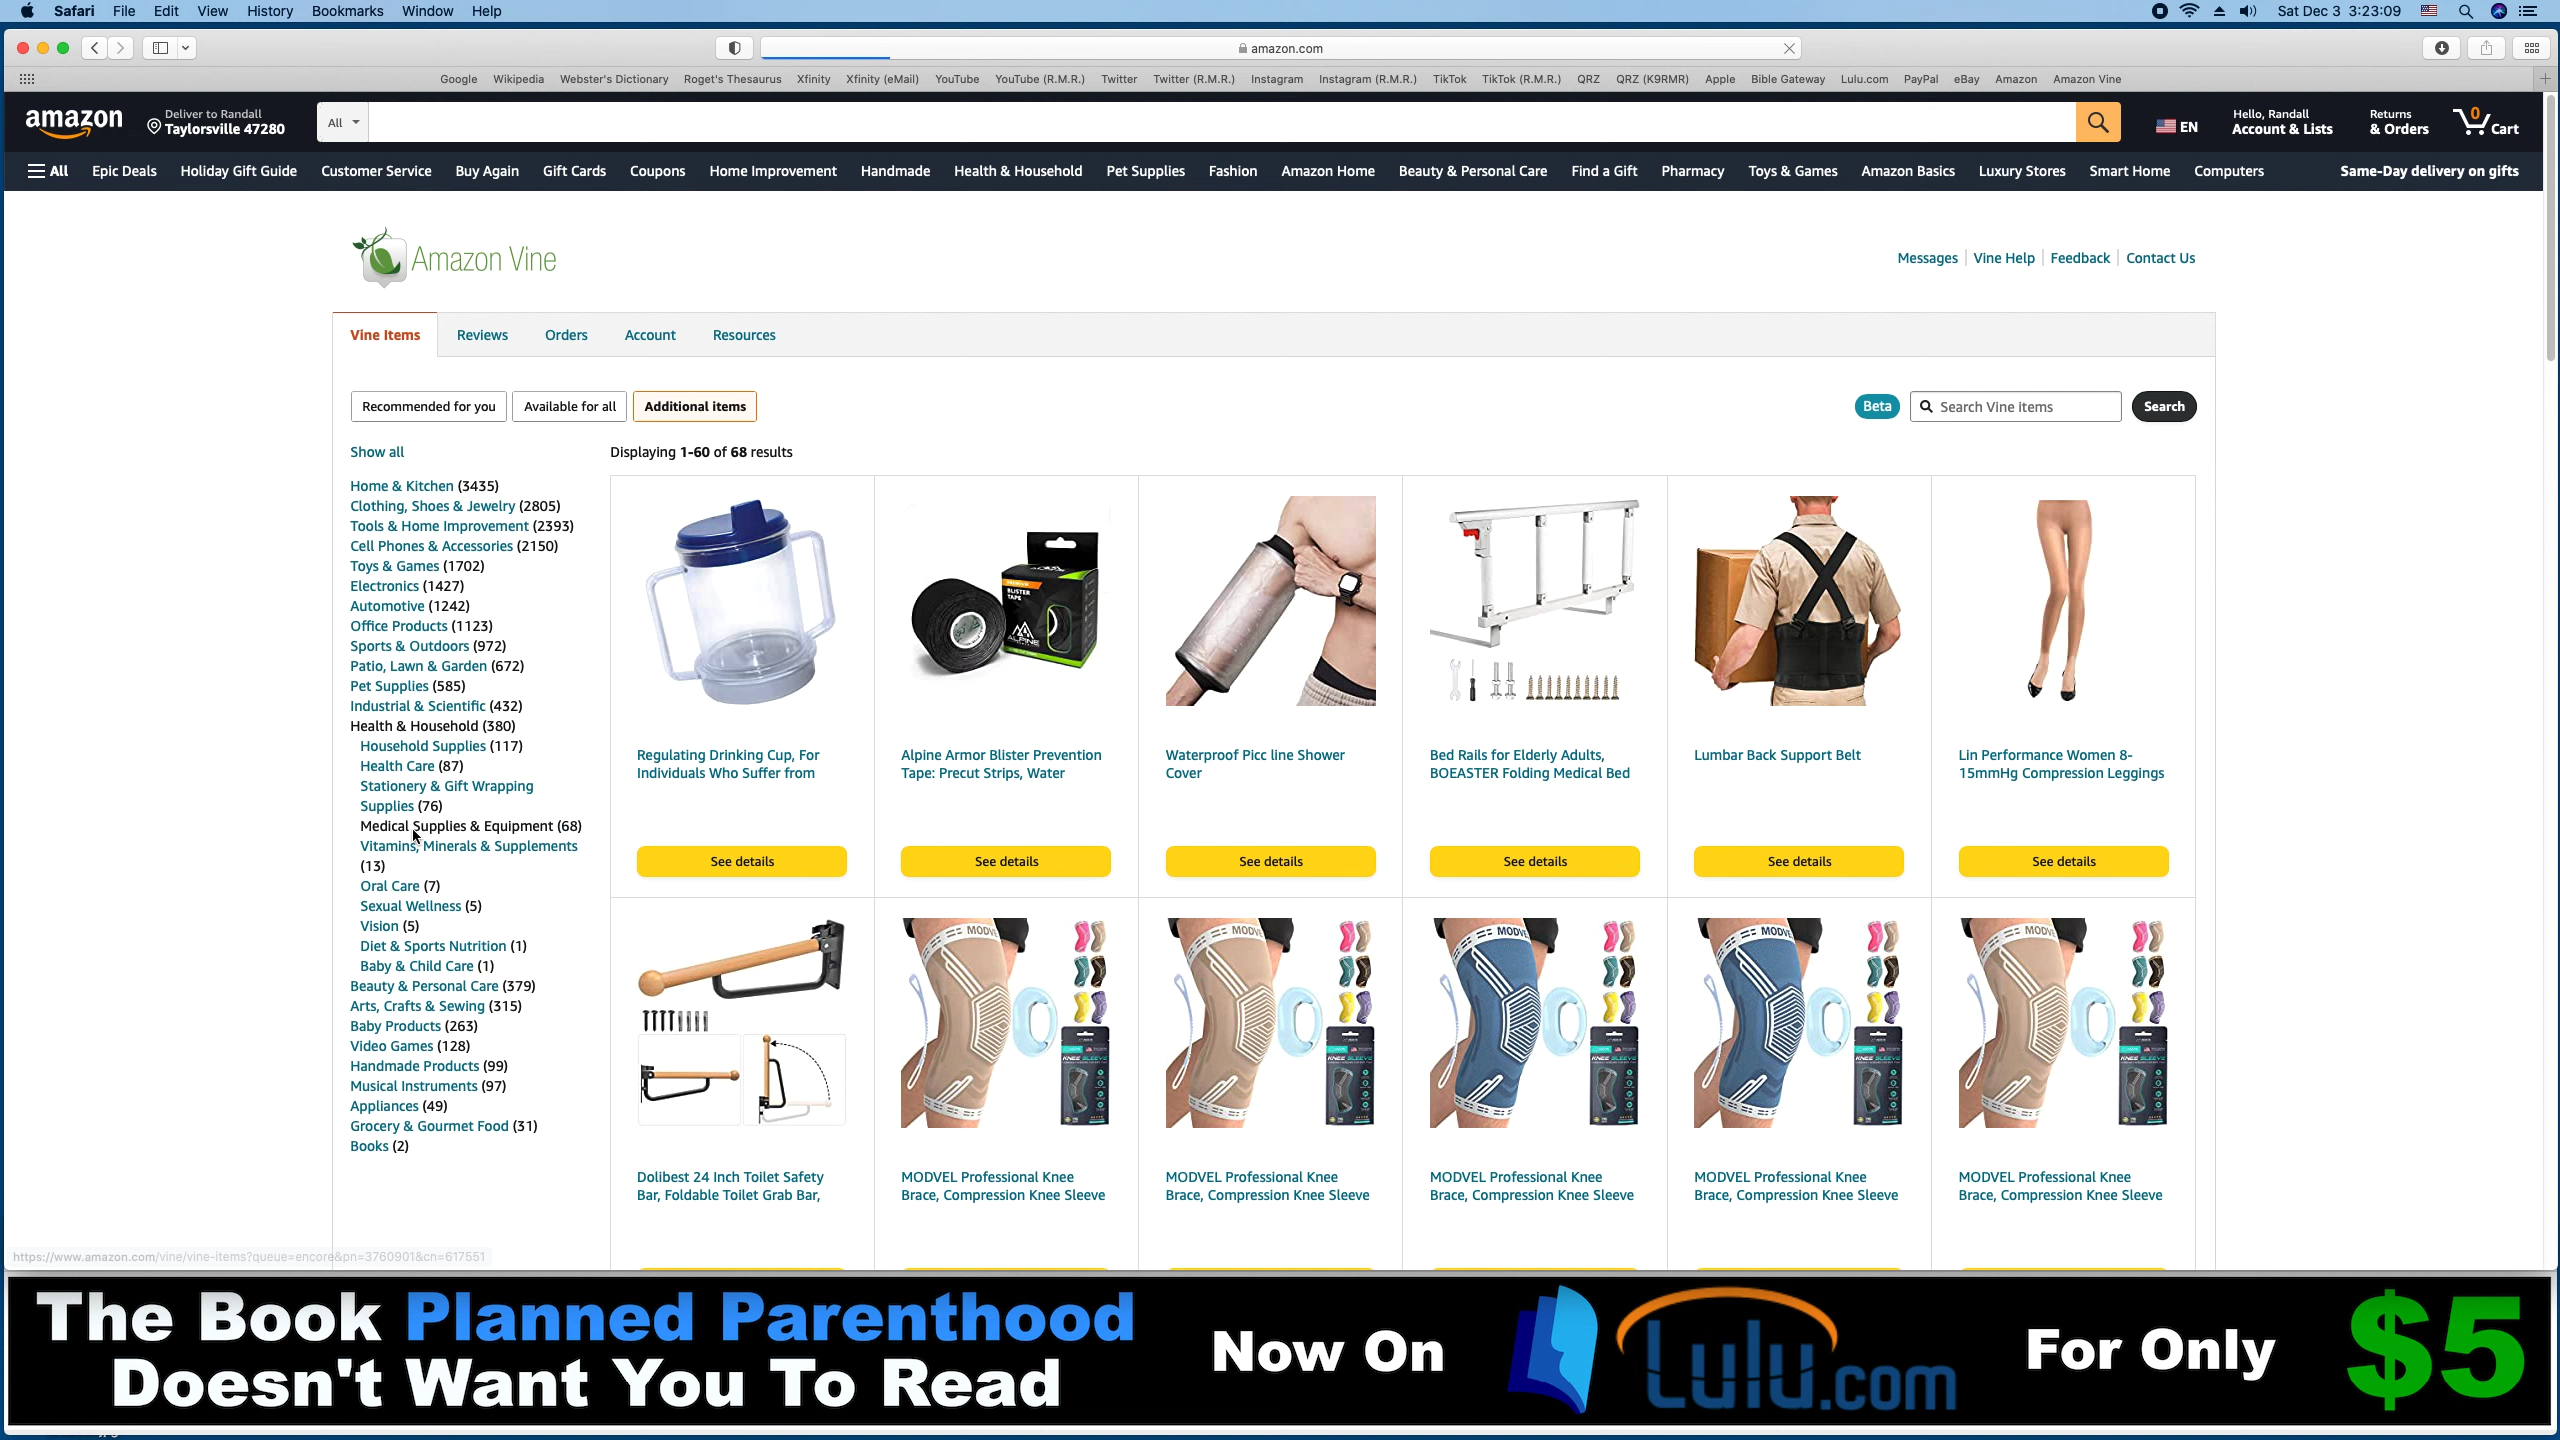 Safari File Edit View History Bookmarks Window Help
Sat Dec 3 3:23:09
amazon.com
Google Wikipedia Webster's Dictionary Roget's Thesaurus Xfinity Xfinity (eMail) YouTube YouTube (R.M.R.) Twitter Twitter (R.M.R.) Instagram Instagram (R.M.R.) TikTok TikTok (R.M.R.) QRZ QRZ (K9RMR) Apple Bible Gateway Lulu.com PayPal eBay Amazon Amazon Vine
amazon
Deliver to Randall
Taylorsville 47280
All
EN
Hello, Randall
Account & Lists
Returns
& Orders
0
Cart
All Epic Deals Holiday Gift Guide Customer Service Buy Again Gift Cards Coupons Home Improvement Handmade Health & Household Pet Supplies Fashion Amazon Home Beauty & Personal Care Find a Gift Pharmacy Toys & Games Amazon Basics Luxury Stores Smart Home Computers Same-Day delivery on gifts
Amazon Vine
Messages Vine Help Feedback Contact Us
Vine Items Reviews Orders Account Resources
Recommended for you Available for all Additional items
Beta Search Vine items Search
Show all
Displaying 1-60 of 68 results
Home & Kitchen (3435)
Clothing, Shoes & Jewelry (2805)
Tools & Home Improvement (2393)
Cell Phones & Accessories (2150)
Toys & Games (1702)
Electronics (1427)
Automotive (1242)
Office Products (1123)
Sports & Outdoors (972)
Patio, Lawn & Garden (672)
Pet Supplies (585)
Industrial & Scientific (432)
Health & Household (380)
Household Supplies (117)
Health Care (87)
Stationery & Gift Wrapping
Supplies (76)
Medical Supplies & Equipment (68)
Vitamins, Minerals & Supplements
(13)
Oral Care (7)
Sexual Wellness (5)
Vision (5)
Diet & Sports Nutrition (1)
Baby & Child Care (1)
Beauty & Personal Care (379)
Arts, Crafts & Sewing (315)
Baby Products (263)
Video Games (128)
Handmade Products (99)
Musical Instruments (97)
Appliances (49)
Grocery & Gourmet Food (31)
Books (2)
BLISTER
TAPE
ALPINE
Regulating Drinking Cup, For
Individuals Who Suffer from
See details
Alpine Armor Blister Prevention
Tape: Precut Strips, Water
See details
Waterproof Picc line Shower
Cover
See details
Bed Rails for Elderly Adults,
BOEASTER Folding Medical Bed
See details
Lumbar Back Support Belt
See details
Lin Performance Women 8-
15mmHg Compression Leggings
See details
Dolibest 24 Inch Toilet Safety
Bar, Foldable Toilet Grab Bar,
MODVEL Professional Knee
Brace, Compression Knee Sleeve
MODVEL Professional Knee
Brace, Compression Knee Sleeve
MODVEL Professional Knee
Brace, Compression Knee Sleeve
MODVEL Professional Knee
Brace, Compression Knee Sleeve
MODVEL Professional Knee
Brace, Compression Knee Sleeve
https://www.amazon.com/vine/vine-items?queue=encore&pn=3760901&cn=617551
The Book Planned Parenthood
Doesn't Want You To Read
Now On
Lulu.com
For Only
$5